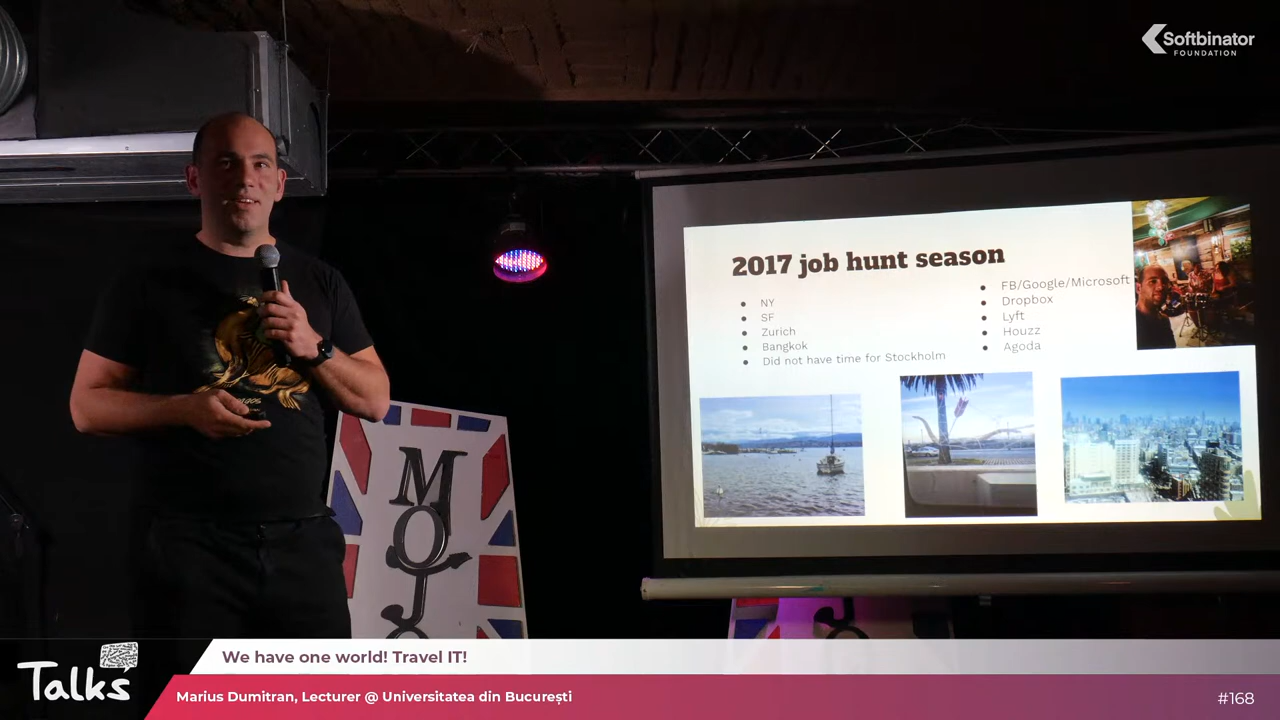 Softbinator
FOUNDATION
2017 job hunt season
NY
SF
Zurich
Bangkok
Did not have time for Stockholm
FB/Google/Microsoft
Dropbox
Lyft
Houzz
Agoda
MOJO
Talks
We have one world! Travel IT!
Marius Dumitran, Lecturer @ Universitatea din București
#168